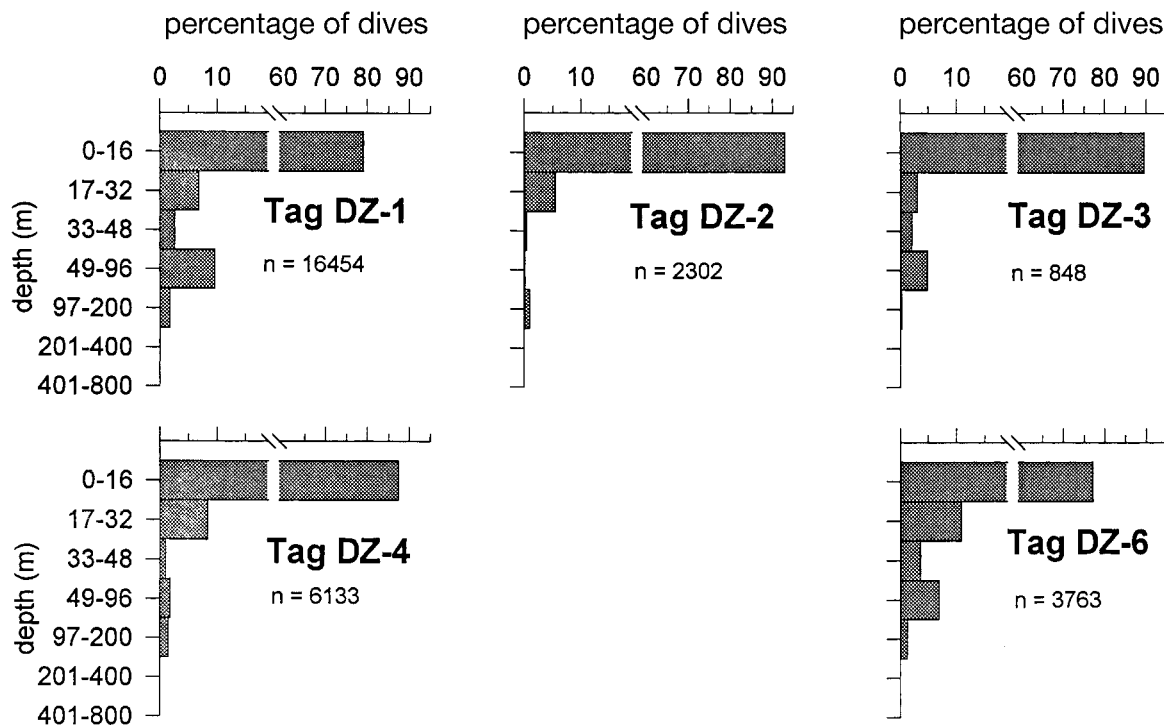 percentage of dives percentage of dives percentage of dives
0 10 60 70 80 90 0 10 60 70 80 90 0 10 60 70 80 90
depth (m)
0-16
17-32
33-48
49-96
97-200
201-400
401-800
Tag DZ-1
n = 16454
Tag DZ-2
n = 2302
Tag DZ-3
n = 848
depth (m)
0-16
17-32
33-48
49-96
97-200
201-400
401-800
Tag DZ-4
n = 6133
Tag DZ-6
n = 3763